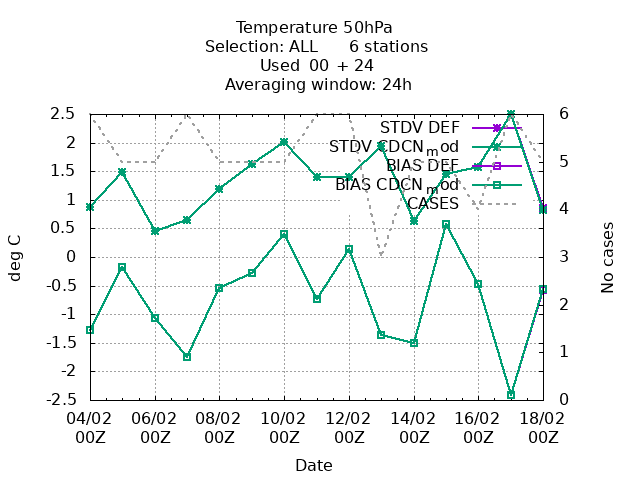 Temperature 50hPa
Selection: ALL 6 stations
Used 00 + 24
Averaging window: 24h
2.5
2
1.5
1
0.5
0
-0.5
-1
-1.5
-2
-2.5
deg C
STDV DEF
STDV CDCNmod
BIAS DEF
BIAS CDCNmod
CASES
6
5
4
3
2
1
0
No cases
04/02 06/02 08/02 10/02 12/02 14/02 16/02 18/02
00Z 00Z 00Z 00Z 00Z 00Z 00Z 00Z
Date